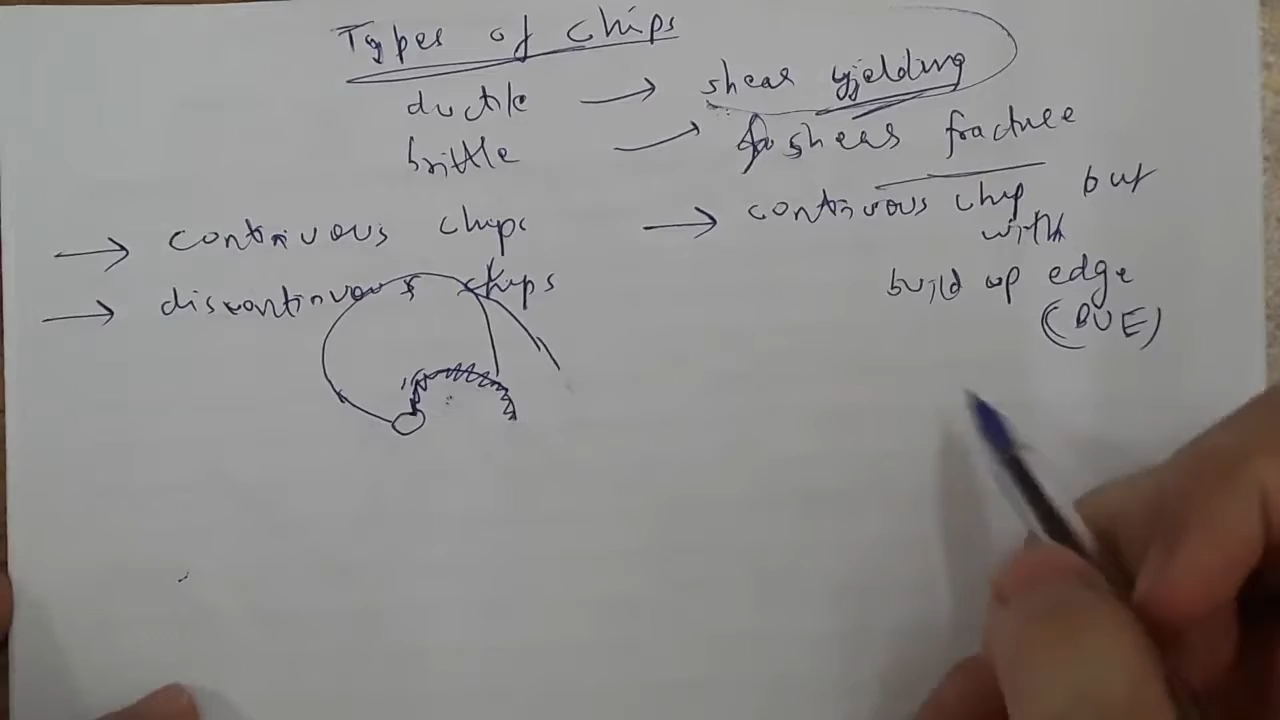 Types of chips
ductile → shear yielding
brittle → shear fracture
→ continuous chips
→ discontinuous chips
→ continuous chip but
with
build up edge
(BUE)